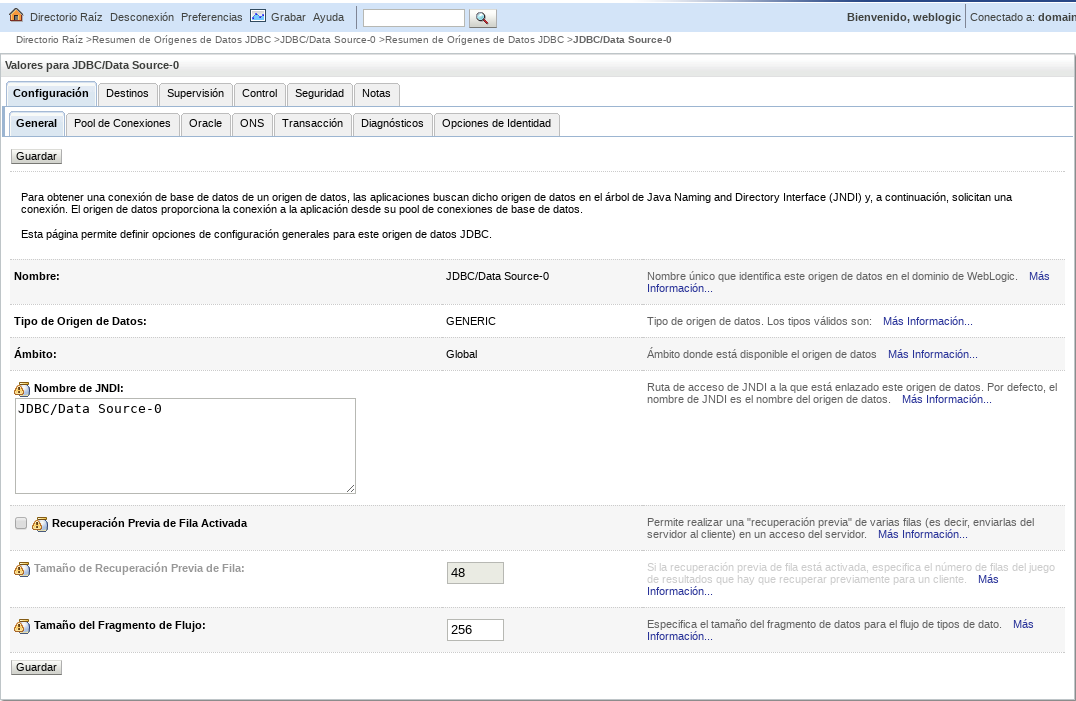 Directorio Raíz Desconexión Preferencias Grabar Ayuda Bienvenido, weblogic Conectado a: domain
Directorio Raíz >Resumen de Orígenes de Datos JDBC >JDBC/Data Source-0 >Resumen de Orígenes de Datos JDBC >JDBC/Data Source-0
Valores para JDBC/Data Source-0
Configuración Destinos Supervisión Control Seguridad Notas
General Pool de Conexiones Oracle ONS Transacción Diagnósticos Opciones de Identidad
Guardar
Para obtener una conexión de base de datos de un origen de datos, las aplicaciones buscan dicho origen de datos en el árbol de Java Naming and Directory Interface (JNDI) y, a continuación, solicitan una
conexión. El origen de datos proporciona la conexión a la aplicación desde su pool de conexiones de base de datos.
Esta página permite definir opciones de configuración generales para este origen de datos JDBC.
Nombre: JDBC/Data Source-0 Nombre único que identifica este origen de datos en el dominio de WebLogic. Más
Información...
Tipo de Origen de Datos: GENERIC Tipo de origen de datos. Los tipos válidos son: Más Información...
Ámbito: Global Ámbito donde está disponible el origen de datos Más Información...
Nombre de JNDI:
JDBC/Data Source-0
Ruta de acceso de JNDI a la que está enlazado este origen de datos. Por defecto, el
nombre de JNDI es el nombre del origen de datos. Más Información...
Recuperación Previa de Fila Activada
Permite realizar una "recuperación previa" de varias filas (es decir, enviarlas del
servidor al cliente) en un acceso del servidor. Más Información...
Tamaño de Recuperación Previa de Fila: 48
Si la recuperación previa de fila está activada, especifica el número de filas del juego
de resultados que hay que recuperar previamente para un cliente. Más
Información...
Tamaño del Fragmento de Flujo: 256
Especifica el tamaño del fragmento de datos para el flujo de tipos de dato. Más
Información...
Guardar